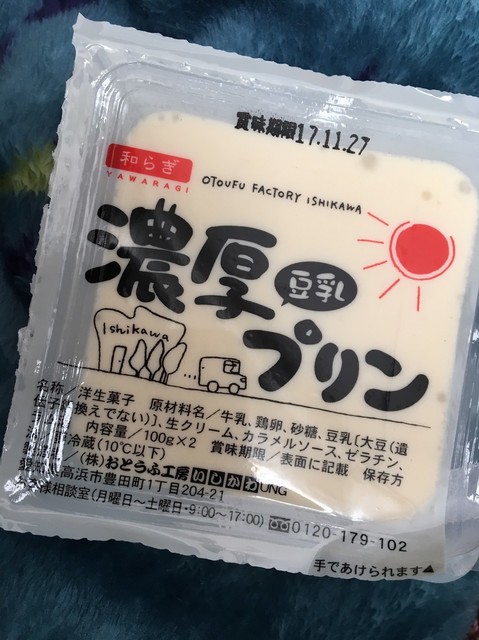 賞味期限17.11.27
和らぎ
YAWARAGI
OTOUFU FACTORY ISHIKAWA
濃厚
豆乳
プリン
Ishikawa
名称／洋生菓子 原材料名／牛乳、鶏卵、砂糖、豆乳〔大豆（遺
換えでない）〕、生クリーム、カラメルソース、ゼラチン、
内容量／100g×2 賞味期限／表面に記載 保存方
冷蔵(10℃以下)
(株)おとうふ工房いしかわUNG
高浜市豊田町1丁目204-21
様相談室(月曜日〜土曜日・9:00〜17:00) 0120-179-102
手であけられます▲